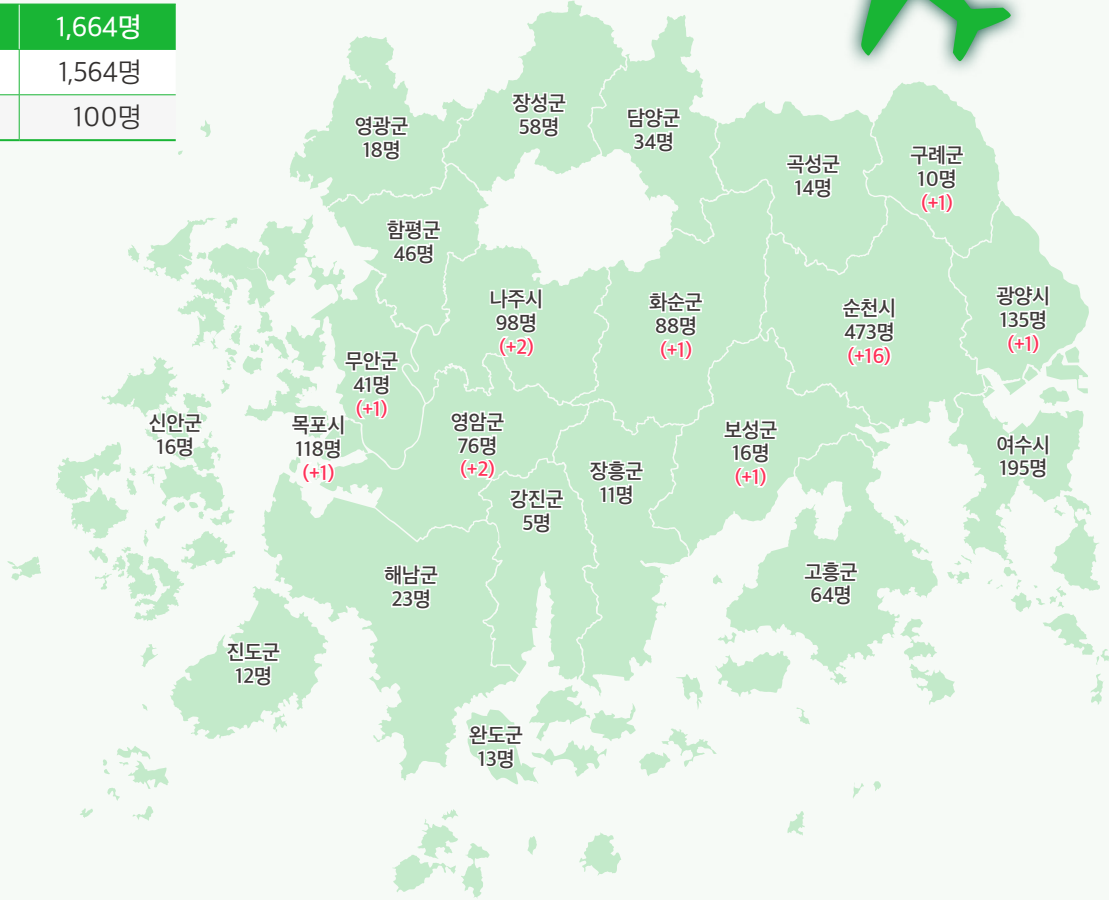 1,664명
1,564명
100명
장성군
58명
담양군
34명
영광군
18명
곡성군
14명
구례군
10명
(+1)
함평군
46명
나주시
98명
(+2)
화순군
88명
(+1)
순천시
473명
(+16)
광양시
135명
(+1)
무안군
41명
(+1)
신안군
16명
목포시
118명
(+1)
영암군
76명
(+2)
보성군
16명
(+1)
여수시
195명
장흥군
11명
강진군
5명
해남군
23명
고흥군
64명
진도군
12명
완도군
13명